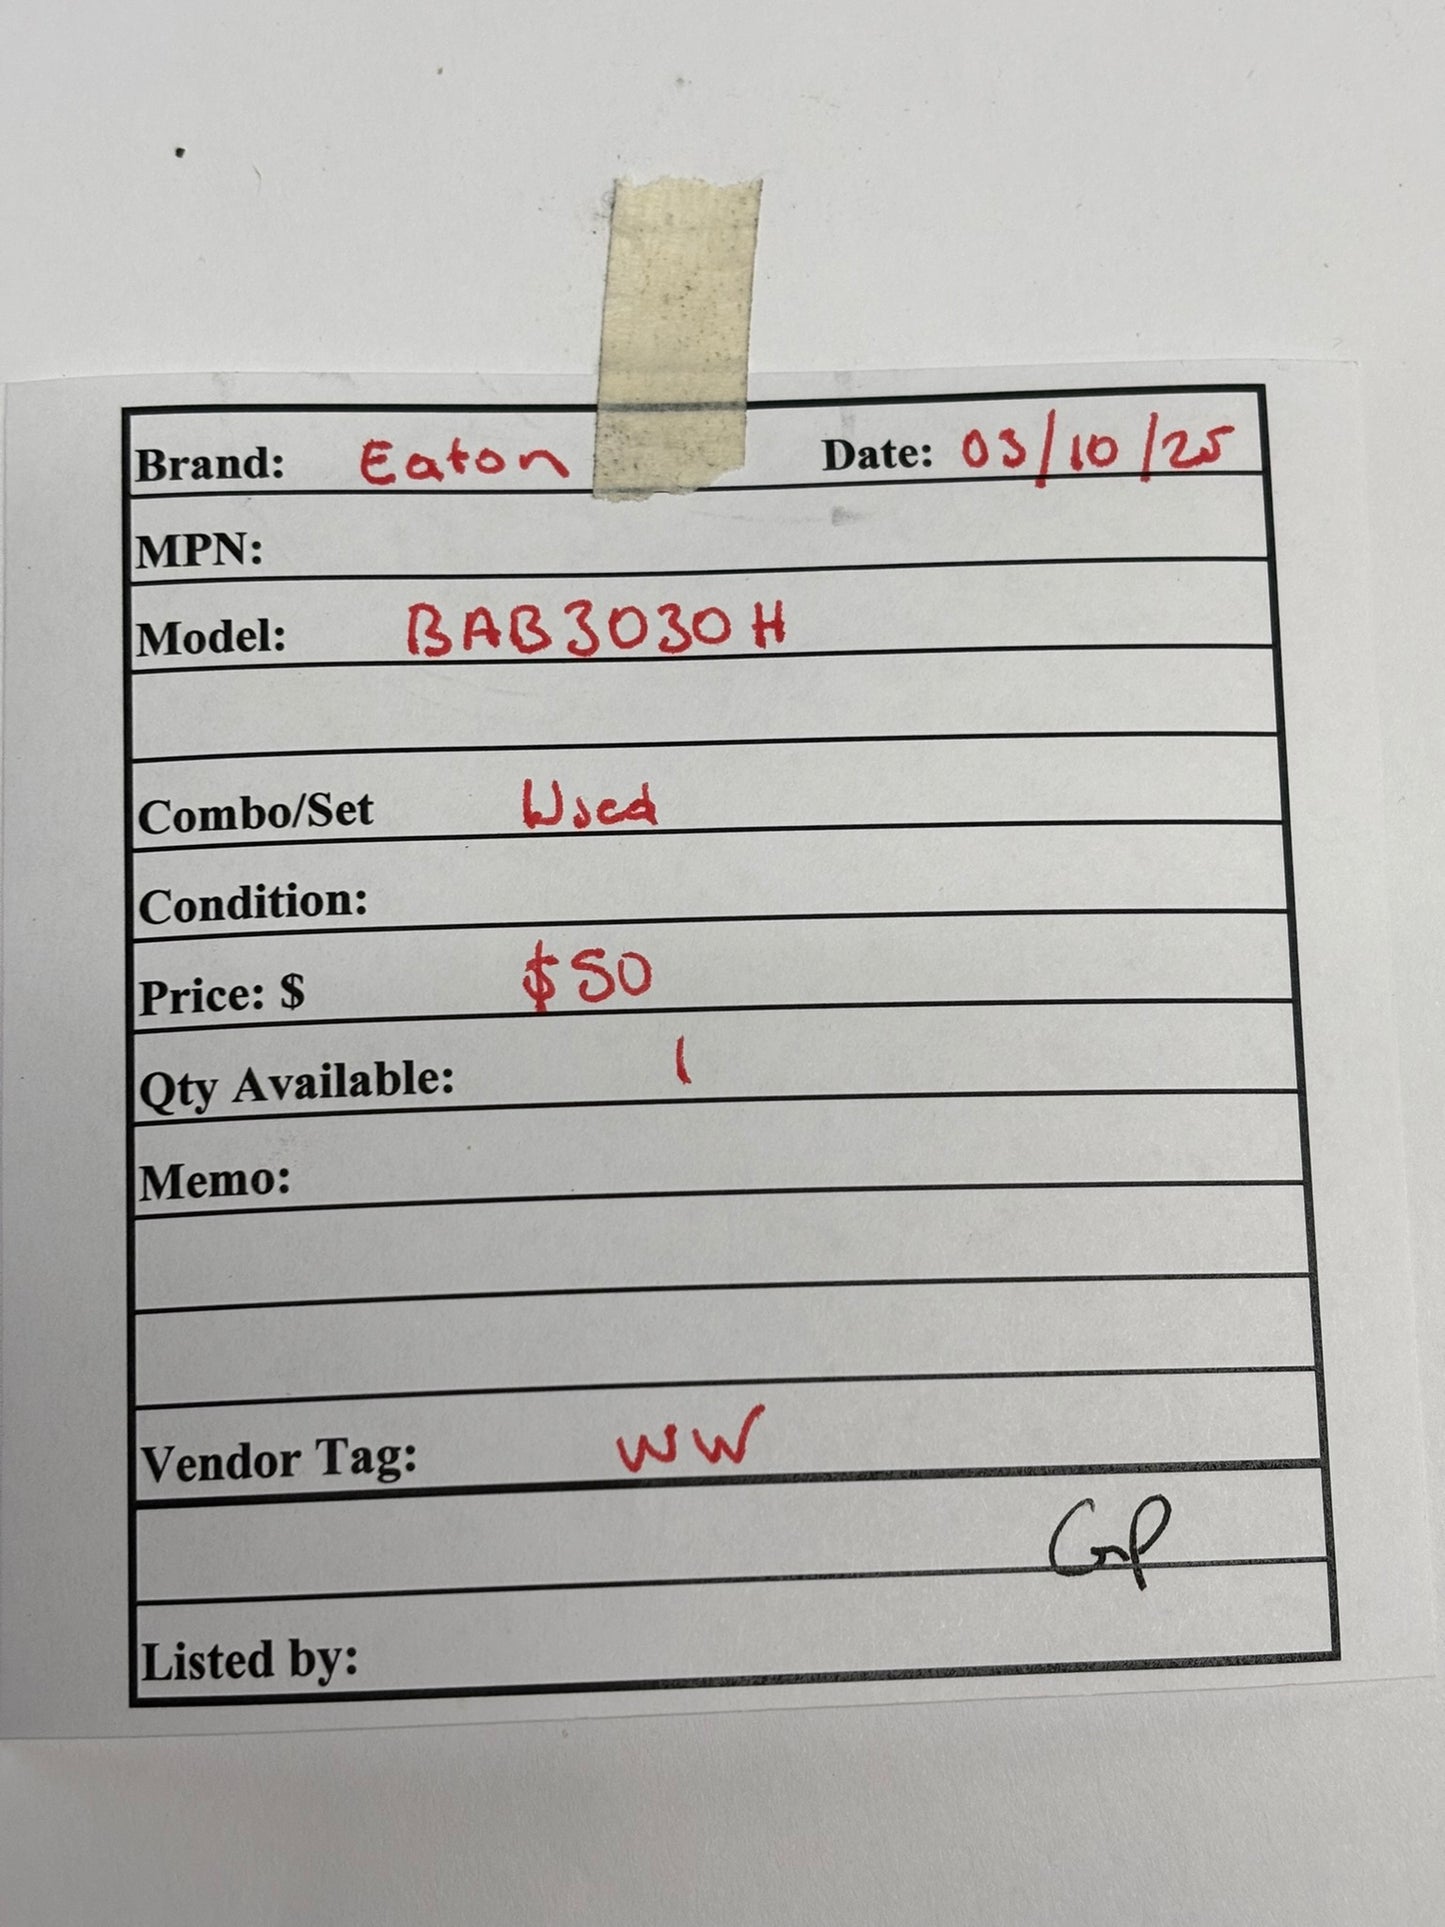 Brand: Eaton Date: 03/10/25
MPN:
Model: BAB3030H
Combo/Set Used
Condition:
Price: $ $50
Qty Available: 1
Memo:
Vendor Tag: WW
GP
Listed by: